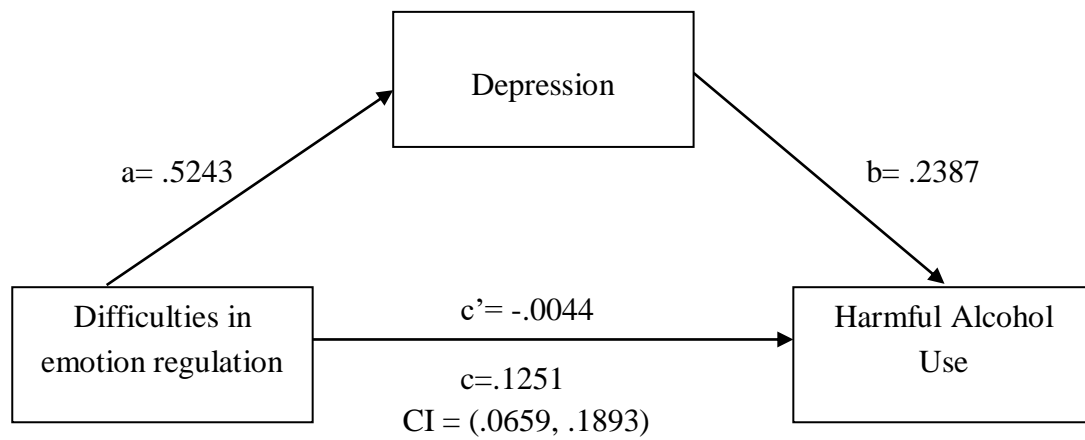 Depression
a= .5243
b= .2387
Difficulties in
emotion regulation
c’= -.0044
Harmful Alcohol
Use
c=.1251
CI = (.0659, .1893)